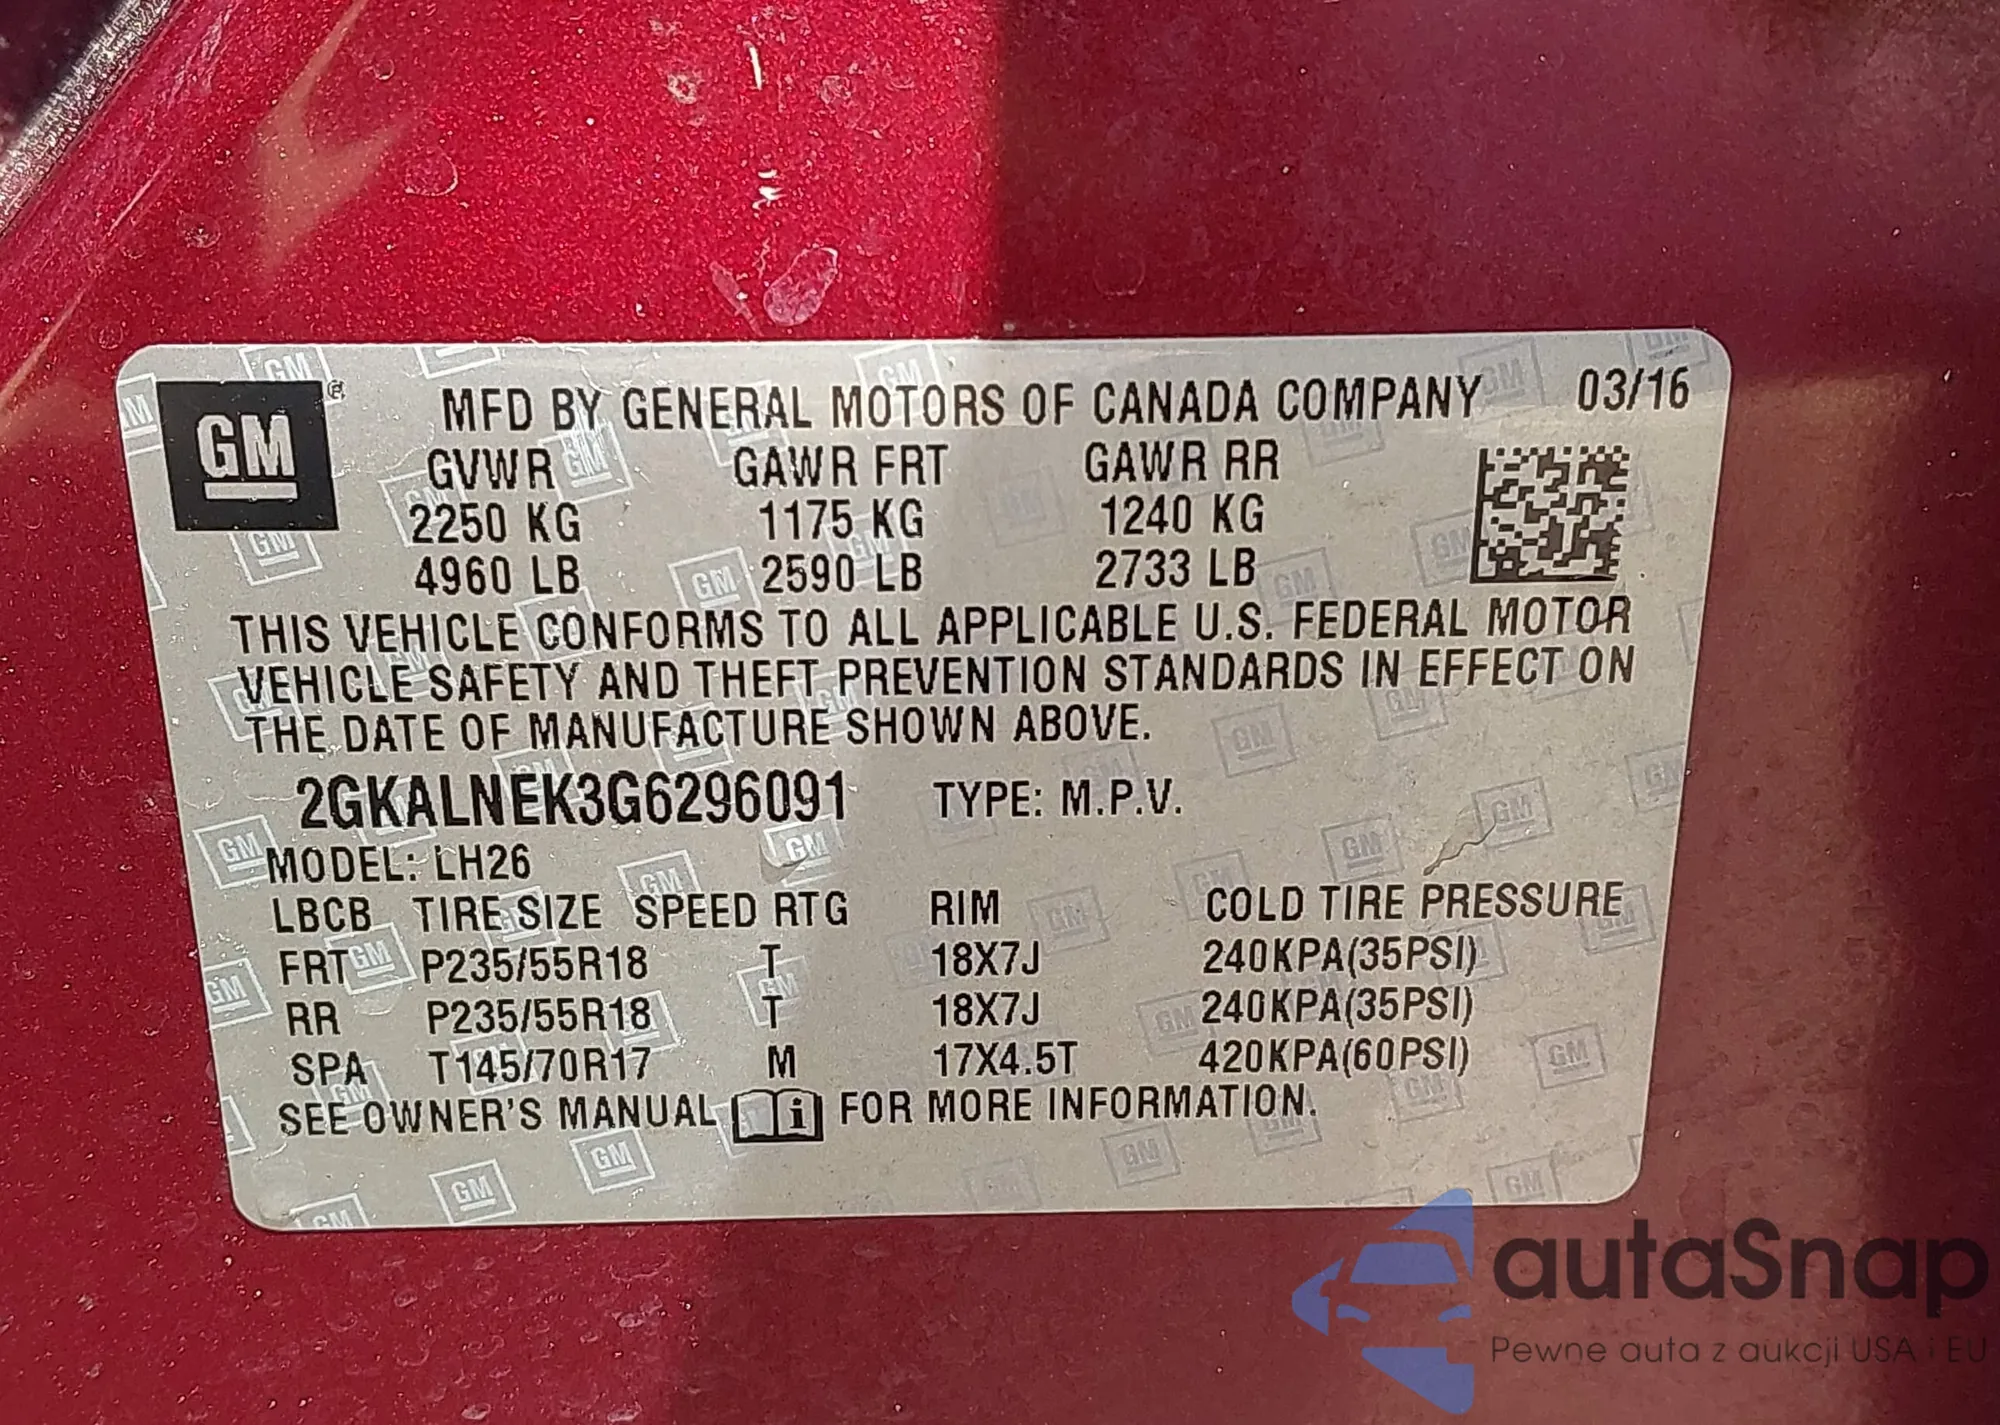 GM ® MFD BY GENERAL MOTORS OF CANADA COMPANY 03/16
GVWR GAWR FRT GAWR RR
2250 KG 1175 KG 1240 KG
4960 LB 2590 LB 2733 LB
THIS VEHICLE CONFORMS TO ALL APPLICABLE U.S. FEDERAL MOTOR
VEHICLE SAFETY AND THEFT PREVENTION STANDARDS IN EFFECT ON
THE DATE OF MANUFACTURE SHOWN ABOVE.
2GKALNEK3G6296091 TYPE: M.P.V.
MODEL: LH26
LBCB TIRE SIZE SPEED RTG RIM COLD TIRE PRESSURE
FRT P235/55R18 T 18X7J 240KPA(35PSI)
RR P235/55R18 T 18X7J 240KPA(35PSI)
SPA T145/70R17 M 17X4.5T 420KPA(60PSI)
SEE OWNER'S MANUAL i FOR MORE INFORMATION.
autaSnap
Pewne auta z aukcji USA i EU